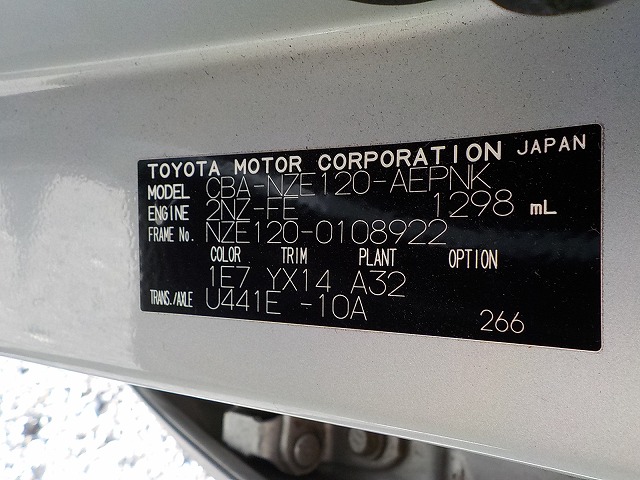 TOYOTA MOTOR CORPORATION JAPAN
MODEL CBA-NZE120-AEPNK
ENGINE 2NZ-FE 1298 mL
FRAME No. NZE120-0108922
COLOR TRIM PLANT OPTION
1E7 YX14 A32
TRANS./AXLE U441E -10A
266